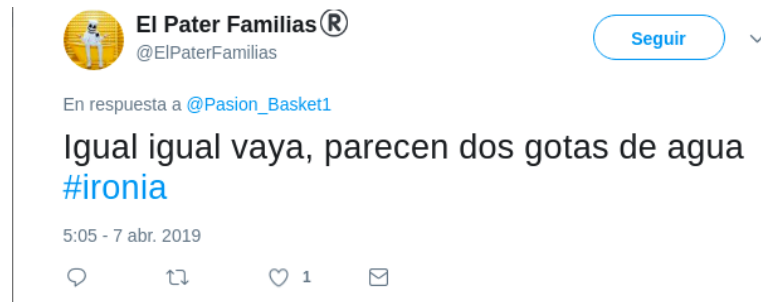 El Pater Familias®
@ElPaterFamilias
Seguir
En respuesta a @Pasion_Basket1
Igual igual vaya, parecen dos gotas de agua
#ironia
5:05 - 7 abr. 2019
1